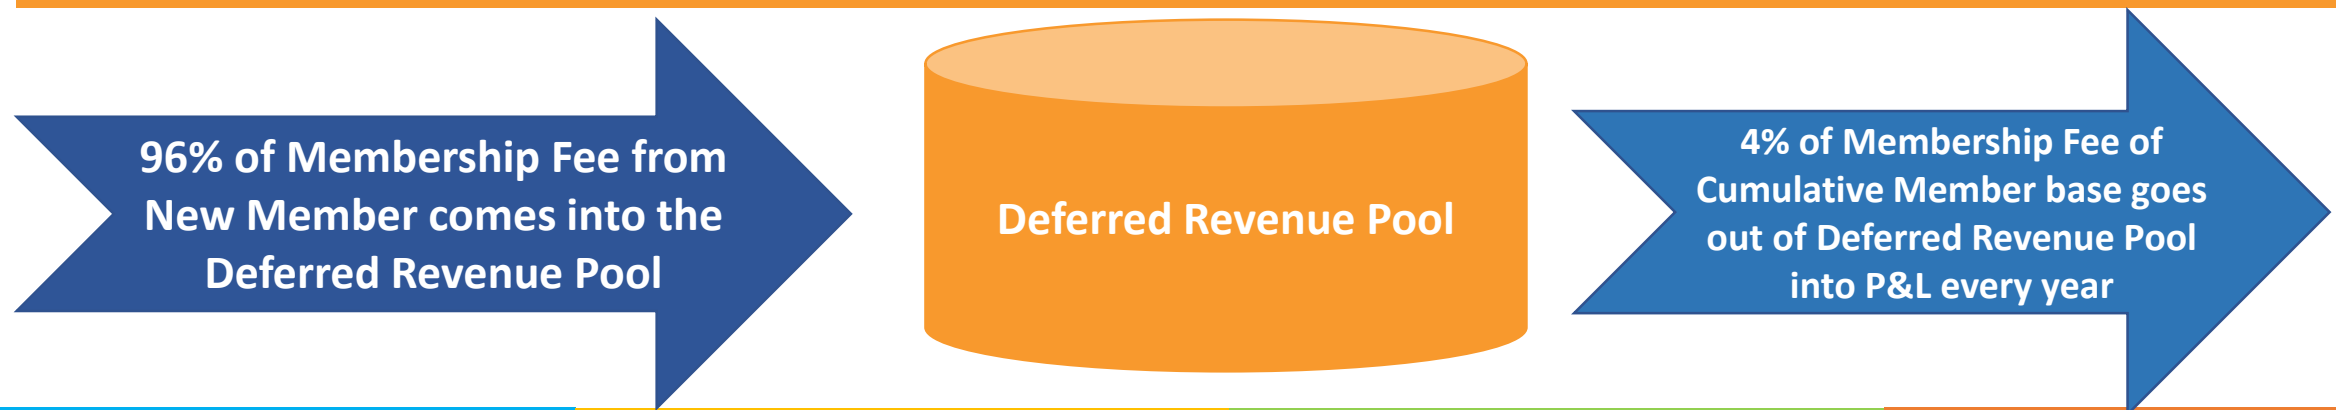 96% of Membership Fee from
New Member comes into the
Deferred Revenue Pool
Deferred Revenue Pool
4% of Membership Fee of
Cumulative Member base goes
out of Deferred Revenue Pool
into P&L every year